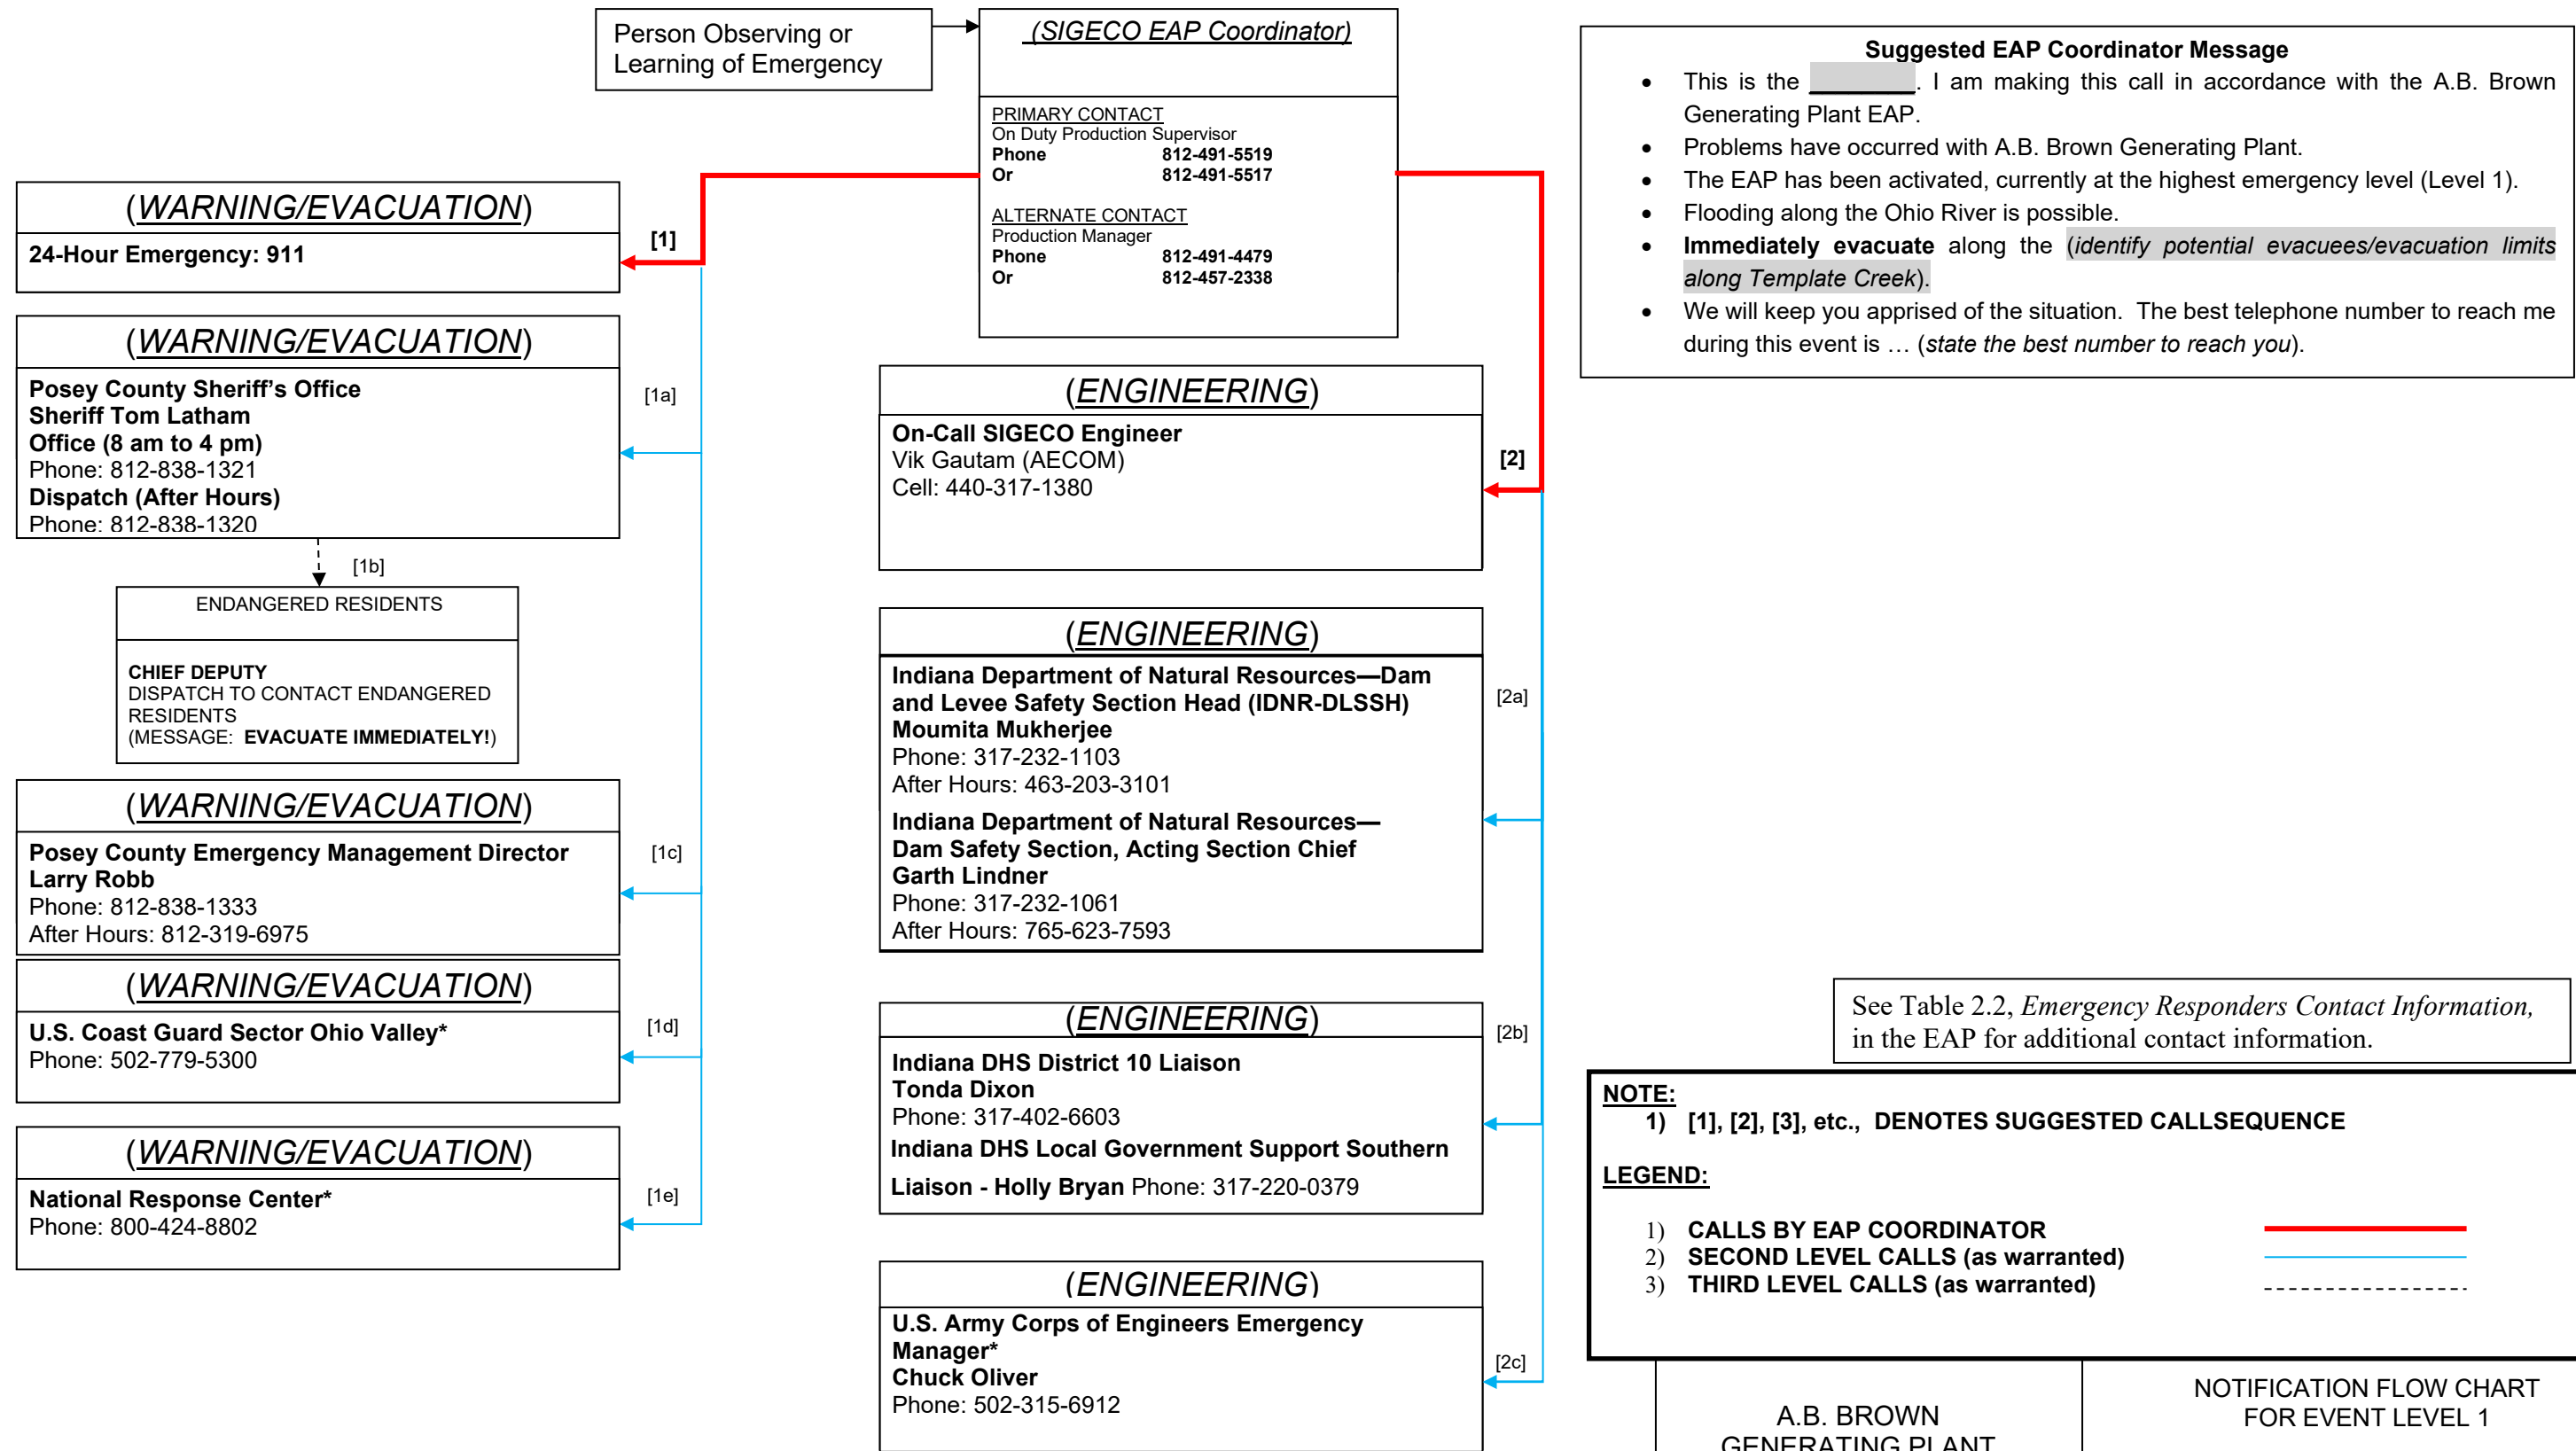 Person Observing or
Learning of Emergency
(SIGECO EAP Coordinator)
PRIMARY CONTACT
On Duty Production Supervisor
Phone 812-491-5519
Or 812-491-5517
ALTERNATE CONTACT
Production Manager
Phone 812-491-4479
Or 812-457-2338
Suggested EAP Coordinator Message
• This is the ________. I am making this call in accordance with the A.B. Brown
Generating Plant EAP.
• Problems have occurred with A.B. Brown Generating Plant.
• The EAP has been activated, currently at the highest emergency level (Level 1).
• Flooding along the Ohio River is possible.
• Immediately evacuate along the (identify potential evacuees/evacuation limits
along Template Creek).
• We will keep you apprised of the situation. The best telephone number to reach me
during this event is … (state the best number to reach you).
(WARNING/EVACUATION)
24-Hour Emergency: 911
[1]
(WARNING/EVACUATION)
Posey County Sheriff's Office
Sheriff Tom Latham
Office (8 am to 4 pm)
Phone: 812-838-1321
Dispatch (After Hours)
Phone: 812-838-1320
[1a]
[1b]
ENDANGERED RESIDENTS
CHIEF DEPUTY
DISPATCH TO CONTACT ENDANGERED
RESIDENTS
(MESSAGE: EVACUATE IMMEDIATELY!)
(WARNING/EVACUATION)
Posey County Emergency Management Director
Larry Robb
Phone: 812-838-1333
After Hours: 812-319-6975
[1c]
(WARNING/EVACUATION)
U.S. Coast Guard Sector Ohio Valley*
Phone: 502-779-5300
[1d]
(WARNING/EVACUATION)
National Response Center*
Phone: 800-424-8802
[1e]
(ENGINEERING)
On-Call SIGECO Engineer
Vik Gautam (AECOM)
Cell: 440-317-1380
[2]
(ENGINEERING)
Indiana Department of Natural Resources—Dam
and Levee Safety Section Head (IDNR-DLSSH)
Moumita Mukherjee
Phone: 317-232-1103
After Hours: 463-203-3101
Indiana Department of Natural Resources—
Dam Safety Section, Acting Section Chief
Garth Lindner
Phone: 317-232-1061
After Hours: 765-623-7593
[2a]
(ENGINEERING)
Indiana DHS District 10 Liaison
Tonda Dixon
Phone: 317-402-6603
Indiana DHS Local Government Support Southern
Liaison - Holly Bryan Phone: 317-220-0379
[2b]
(ENGINEERING)
U.S. Army Corps of Engineers Emergency
Manager*
Chuck Oliver
Phone: 502-315-6912
[2c]
See Table 2.2, Emergency Responders Contact Information,
in the EAP for additional contact information.
NOTE:
1) [1], [2], [3], etc., DENOTES SUGGESTED CALLSEQUENCE
LEGEND:
1) CALLS BY EAP COORDINATOR
2) SECOND LEVEL CALLS (as warranted)
3) THIRD LEVEL CALLS (as warranted)
A.B. BROWN
GENERATING PLANT
NOTIFICATION FLOW CHART
FOR EVENT LEVEL 1